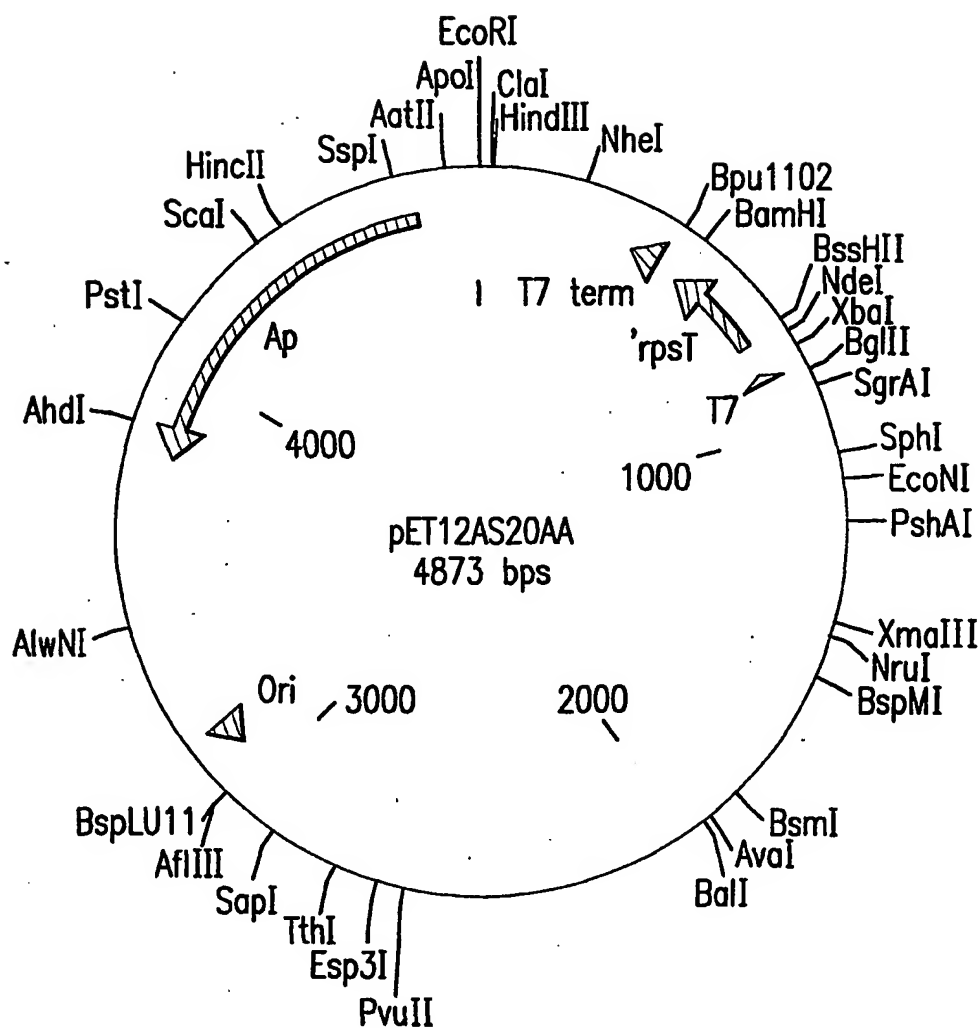 EcoRI
ApoI
ClaI
AatII
HindIII
SspI
NheI
HincII
Bpu1102
ScaI
BamHI
BssHII
NdeI
PstI
I T7 term
XbaI
Ap
'rpsT
BglII
SgrAI
T7
AhdI
4000
SphI
1000
EcoNI
PshAI
pET12AS20AA
4873 bps
AlwNI
XmaIII
NruI
Ori
3000
2000
BspMI
BspLU11
BsmI
AflIII
AvaI
SapI
BalI
TthI
Esp3I
PvuII